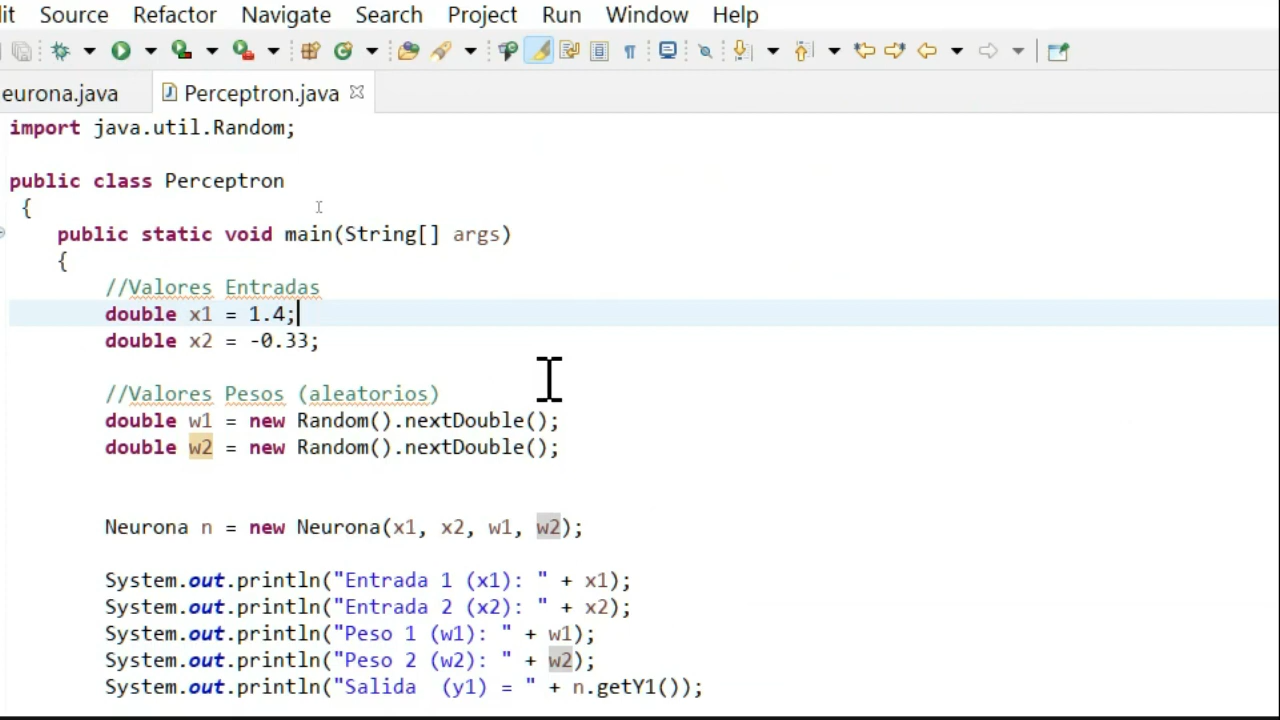 lit Source Refactor Navigate Search Project Run Window Help
eurona.java Perceptron.java
import java.util.Random;
public class Perceptron
{
public static void main(String[] args)
{
//Valores Entradas
double x1 = 1.4;
double x2 = -0.33;
//Valores Pesos (aleatorios)
double w1 = new Random().nextDouble();
double w2 = new Random().nextDouble();
Neurona n = new Neurona(x1, x2, w1, w2);
System.out.println("Entrada 1 (x1): " + x1);
System.out.println("Entrada 2 (x2): " + x2);
System.out.println("Peso 1 (w1): " + w1);
System.out.println("Peso 2 (w2): " + w2);
System.out.println("Salida  (y1) = " + n.getY1());